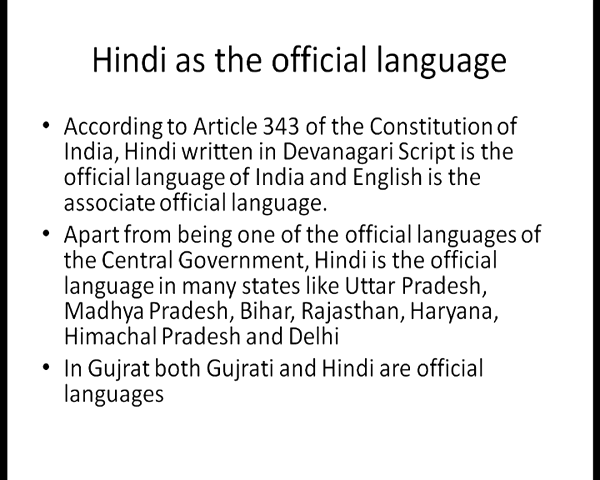 Hindi as the official language
• According to Article 343 of the Constitution of
India, Hindi written in Devanagari Script is the
official language of India and English is the
associate official language.
• Apart from being one of the official languages of
the Central Government, Hindi is the official
language in many states like Uttar Pradesh,
Madhya Pradesh, Bihar, Rajasthan, Haryana,
Himachal Pradesh and Delhi
• In Gujrat both Gujrati and Hindi are official
languages